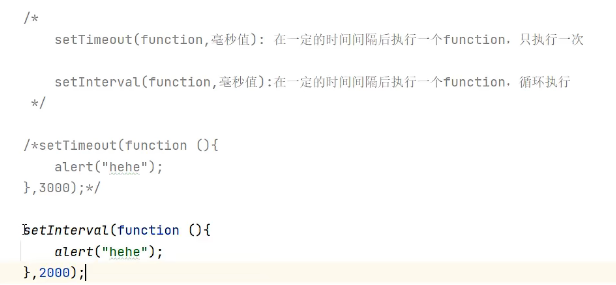 /*
setTimeout(function,毫秒值): 在一定的时间间隔后执行一个function，只执行一次
setInterval(function,毫秒值):在一定的时间间隔后执行一个function，循环执行
*/
/*setTimeout(function (){
alert("hehe");
},3000);*/
setInterval(function (){
alert("hehe");
},2000);